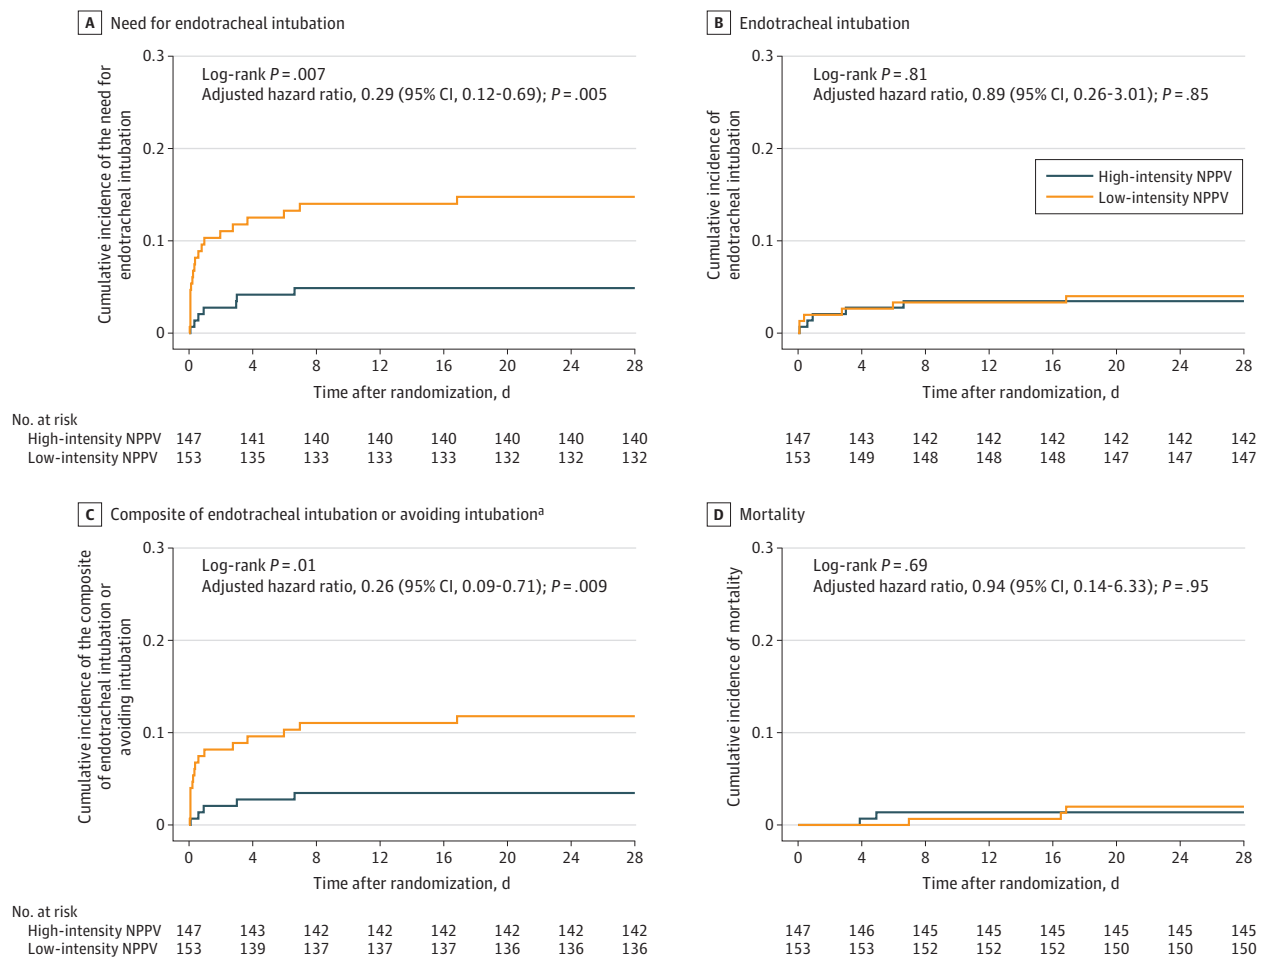 A Need for endotracheal intubation
Cumulative incidence of the need for
endotracheal intubation
0.3
0.2
0.1
0
Log-rank P = .007
Adjusted hazard ratio, 0.29 (95% CI, 0.12-0.69); P = .005
0 4 8 12 16 20 24 28
Time after randomization, d
No. at risk
High-intensity NPPV 147 141 140 140 140 140 140 140
Low-intensity NPPV 153 135 133 133 133 132 132 132
B Endotracheal intubation
Cumulative incidence of
endotracheal intubation
0.3
0.2
0.1
0
Log-rank P = .81
Adjusted hazard ratio, 0.89 (95% CI, 0.26-3.01); P = .85
High-intensity NPPV
Low-intensity NPPV
0 4 8 12 16 20 24 28
Time after randomization, d
147 143 142 142 142 142 142 142
153 149 148 148 148 147 147 147
C Composite of endotracheal intubation or avoiding intubationa
Cumulative incidence of the composite
of endotracheal intubation or
avoiding intubation
0.3
0.2
0.1
0
Log-rank P = .01
Adjusted hazard ratio, 0.26 (95% CI, 0.09-0.71); P = .009
0 4 8 12 16 20 24 28
Time after randomization, d
No. at risk
High-intensity NPPV 147 143 142 142 142 142 142 142
Low-intensity NPPV 153 139 137 137 137 136 136 136
D Mortality
Cumulative incidence of mortality
0.3
0.2
0.1
0
Log-rank P = .69
Adjusted hazard ratio, 0.94 (95% CI, 0.14-6.33); P = .95
0 4 8 12 16 20 24 28
Time after randomization, d
147 146 145 145 145 145 145 145
153 153 152 152 152 150 150 150